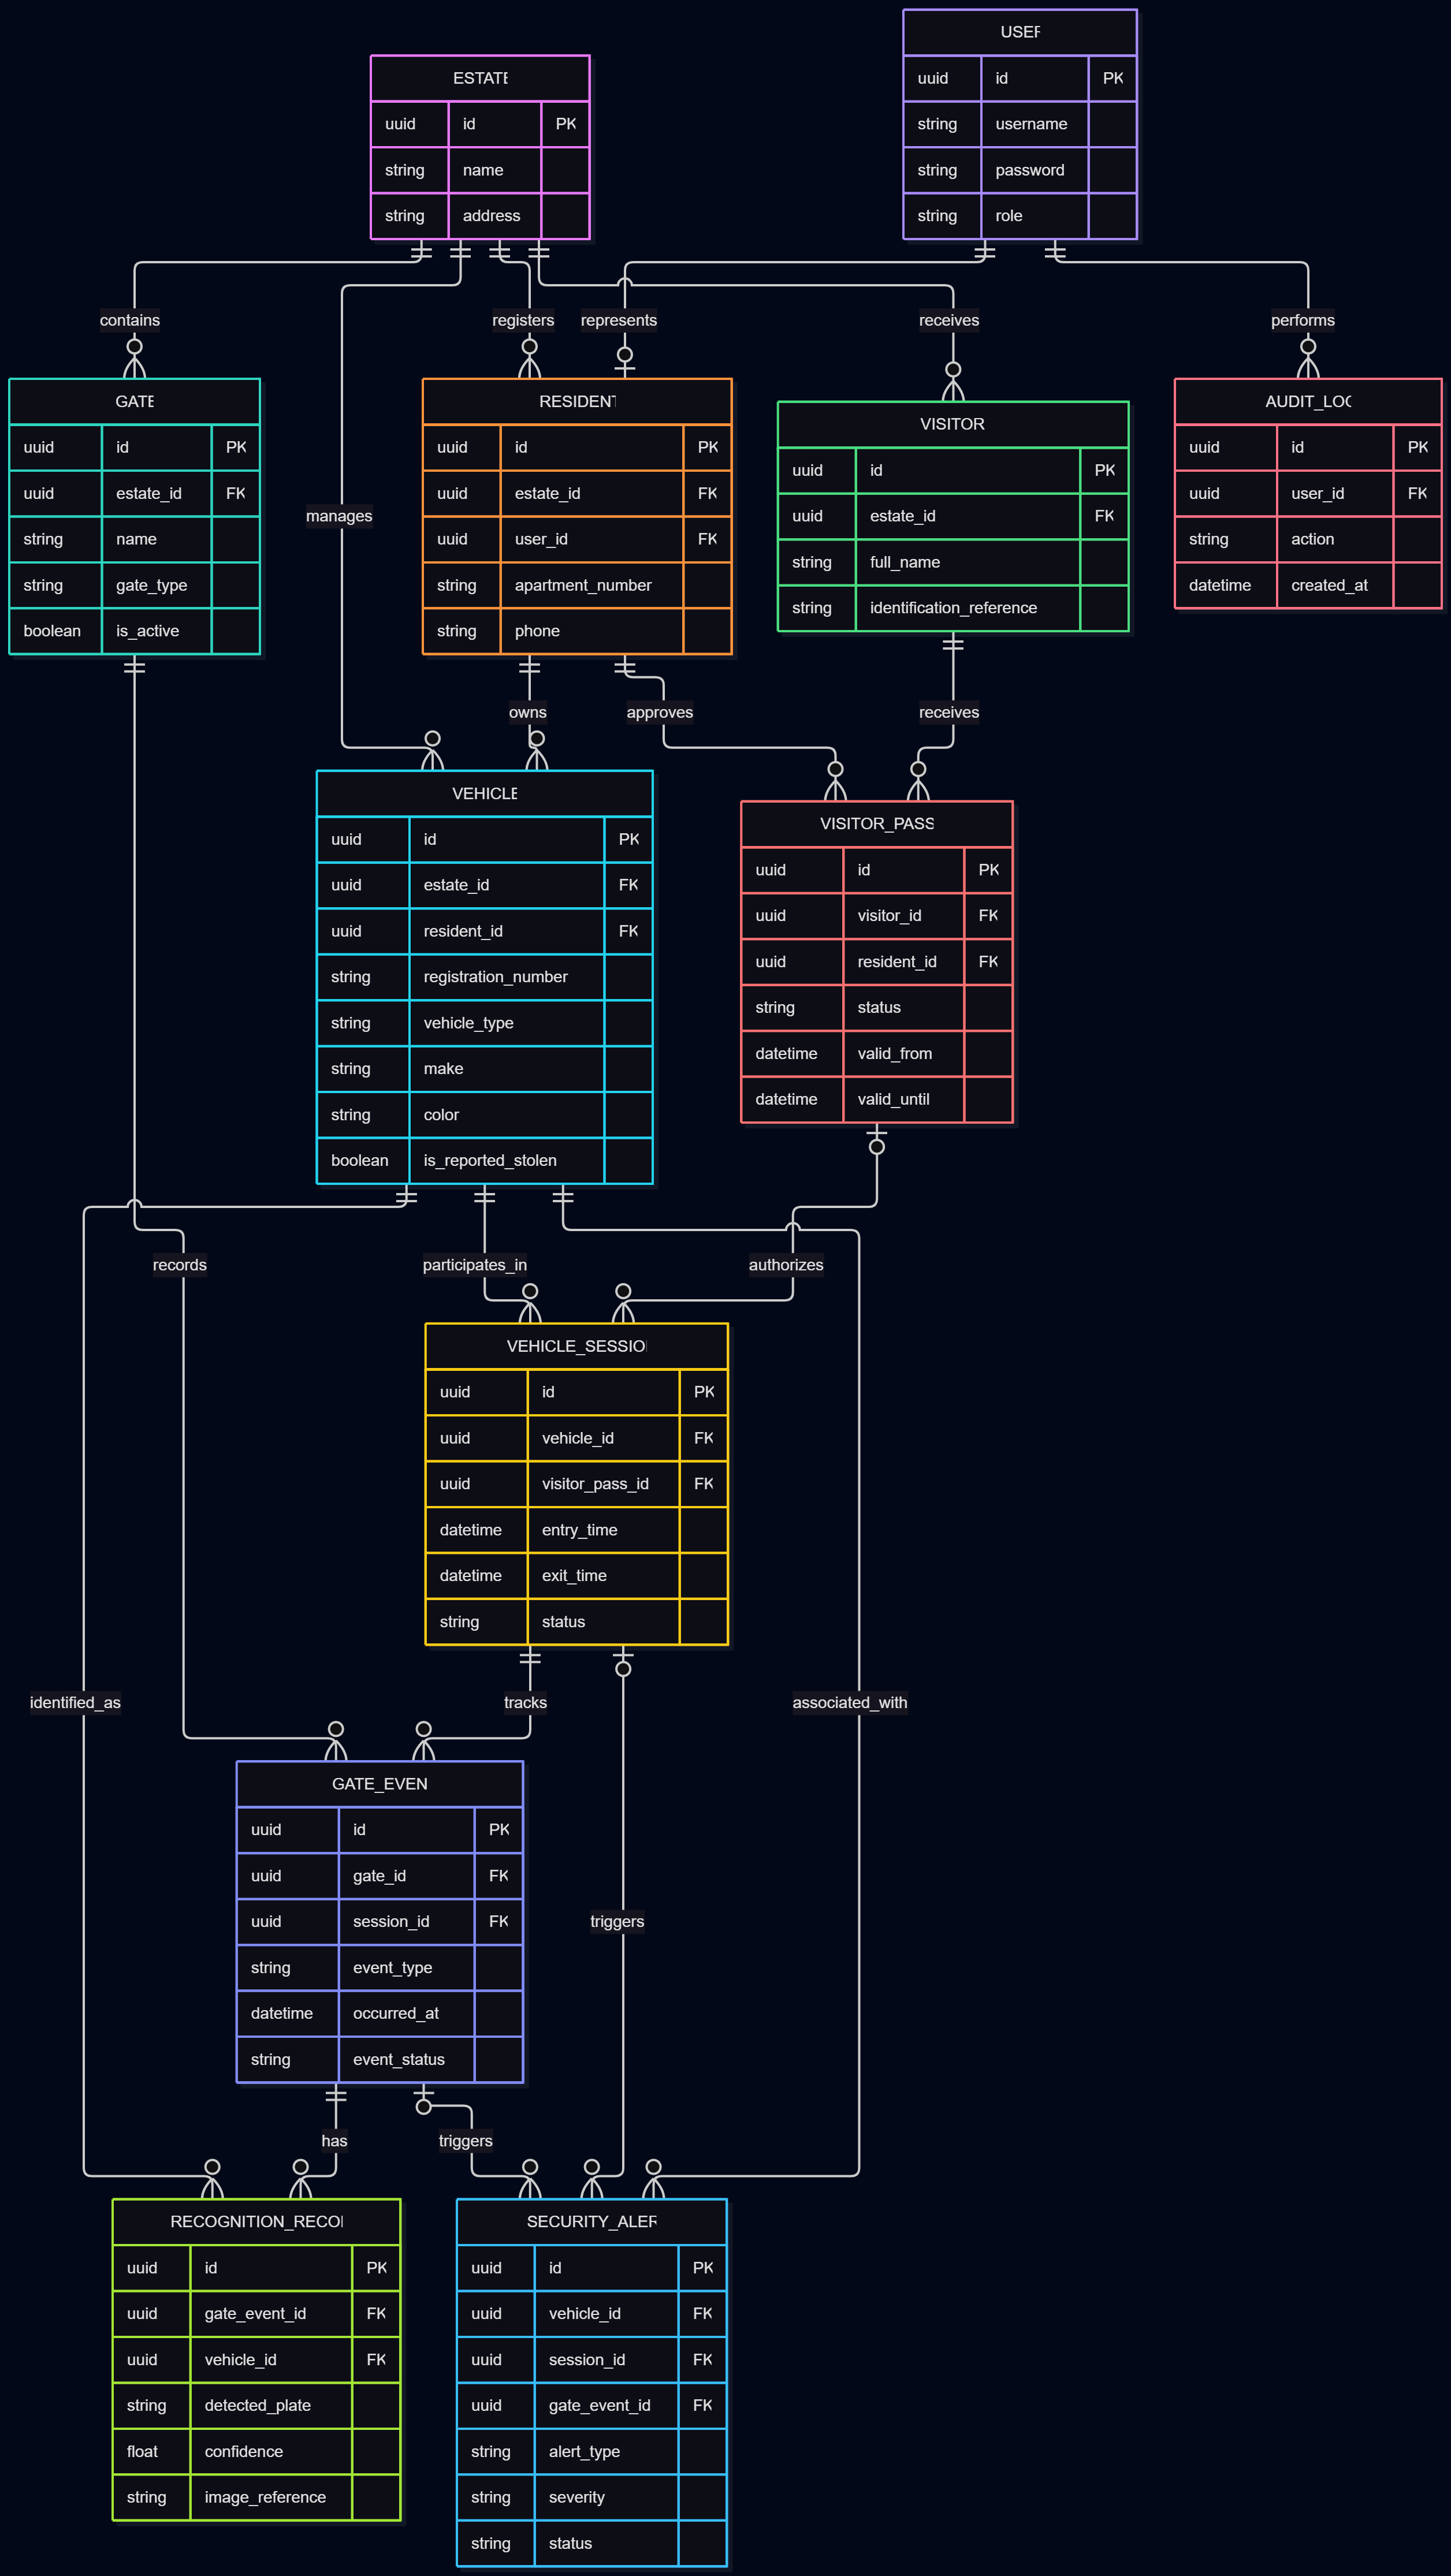 USER
uuid id PK
string username
string password
string role
ESTATE
uuid id PK
string name
string address
contains
registers
represents
receives
performs
GATE
uuid id PK
uuid estate_id FK
string name
string gate_type
boolean is_active
RESIDENT
uuid id PK
uuid estate_id FK
uuid user_id FK
string apartment_number
string phone
VISITOR
uuid id PK
uuid estate_id FK
string full_name
string identification_reference
AUDIT_LOG
uuid id PK
uuid user_id FK
string action
datetime created_at
manages
owns
approves
receives
VEHICLE
uuid id PK
uuid estate_id FK
uuid resident_id FK
string registration_number
string vehicle_type
string make
string color
boolean is_reported_stolen
VISITOR_PASS
uuid id PK
uuid visitor_id FK
uuid resident_id FK
string status
datetime valid_from
datetime valid_until
records
participates_in
authorizes
VEHICLE_SESSIO
uuid id PK
uuid vehicle_id FK
uuid visitor_pass_id FK
datetime entry_time
datetime exit_time
string status
identified_as
tracks
associated_with
GATE_EVEN
uuid id PK
uuid gate_id FK
uuid session_id FK
string event_type
datetime occurred_at
string event_status
triggers
has
triggers
RECOGNITION_RECO
uuid id PK
uuid gate_event_id FK
uuid vehicle_id FK
string detected_plate
float confidence
string image_reference
SECURITY_ALER
uuid id PK
uuid vehicle_id FK
uuid session_id FK
uuid gate_event_id FK
string alert_type
string severity
string status